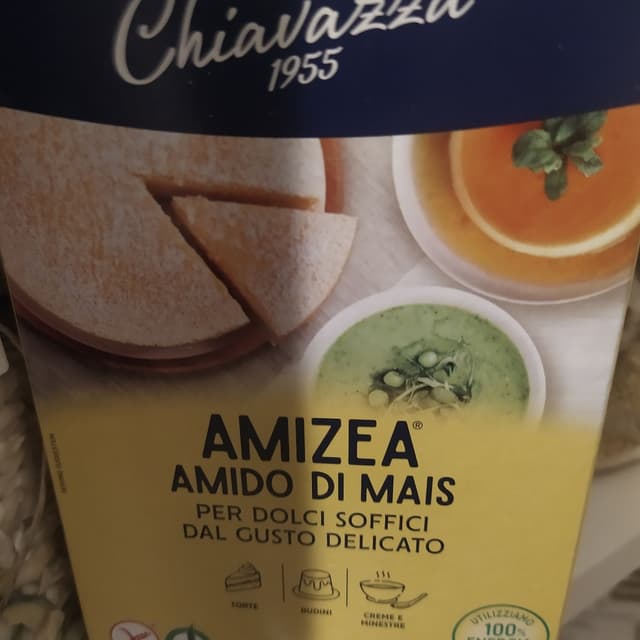 Chiavazza
1955
AMIZEA®
AMIDO DI MAIS
PER DOLCI SOFFICI
DAL GUSTO DELICATO
TORTE
BUDINI
CREME E
MINESTRE
UTILIZZIAMO
100%